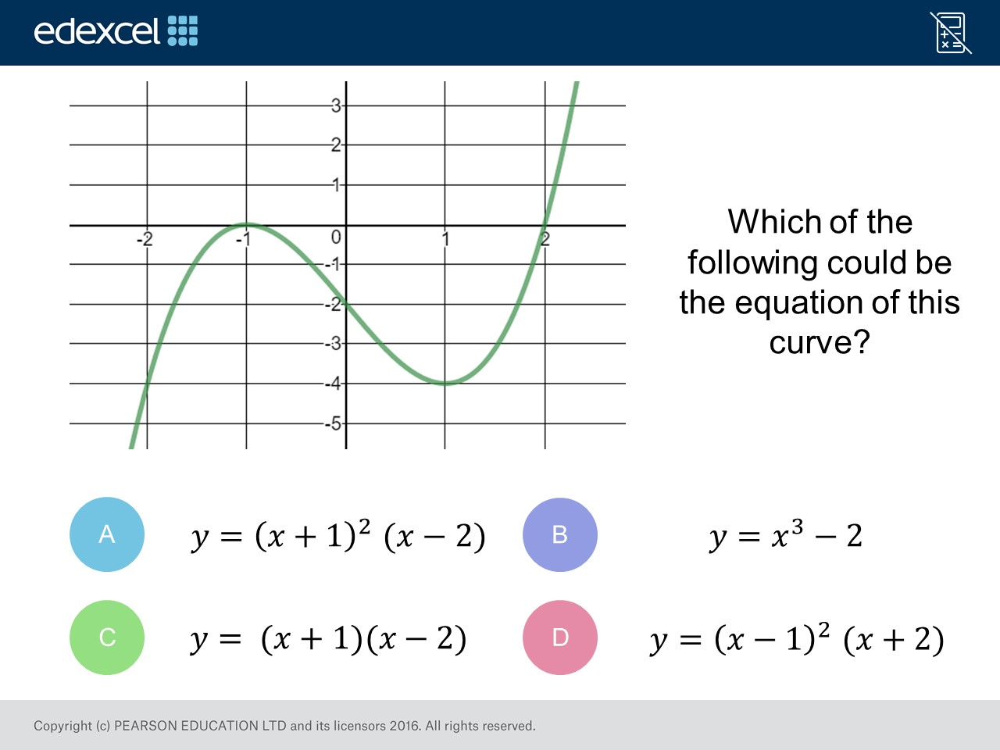 edexcel
3
2
1
-2 -1 0 1 2
-1
-2
-3
-4
-5
Which of the
following could be
the equation of this
curve?
A y = (x + 1)² (x − 2)
B y = x³ − 2
C y = (x + 1)(x − 2)
D y = (x − 1)² (x + 2)
Copyright (c) PEARSON EDUCATION LTD and its licensors 2016. All rights reserved.